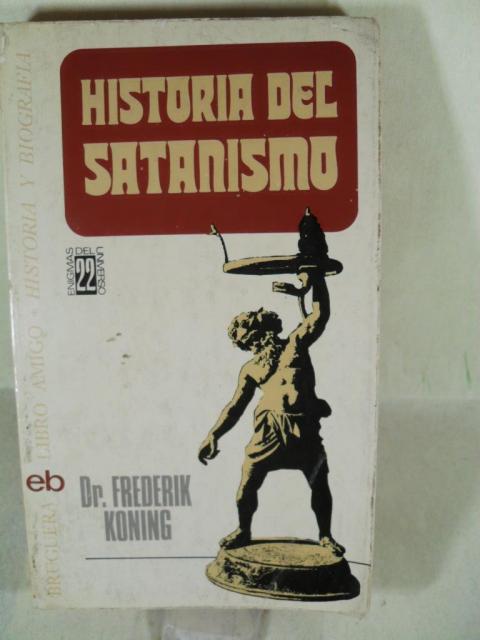 HISTORIA DEL
SATANISMO
ENIGMAS
22
DEL
UNIVERSO
BRUGUERA LIBRO AMIGO • HISTORIA Y BIOGRAFIA
eb
Dr. FREDERIK
KONING